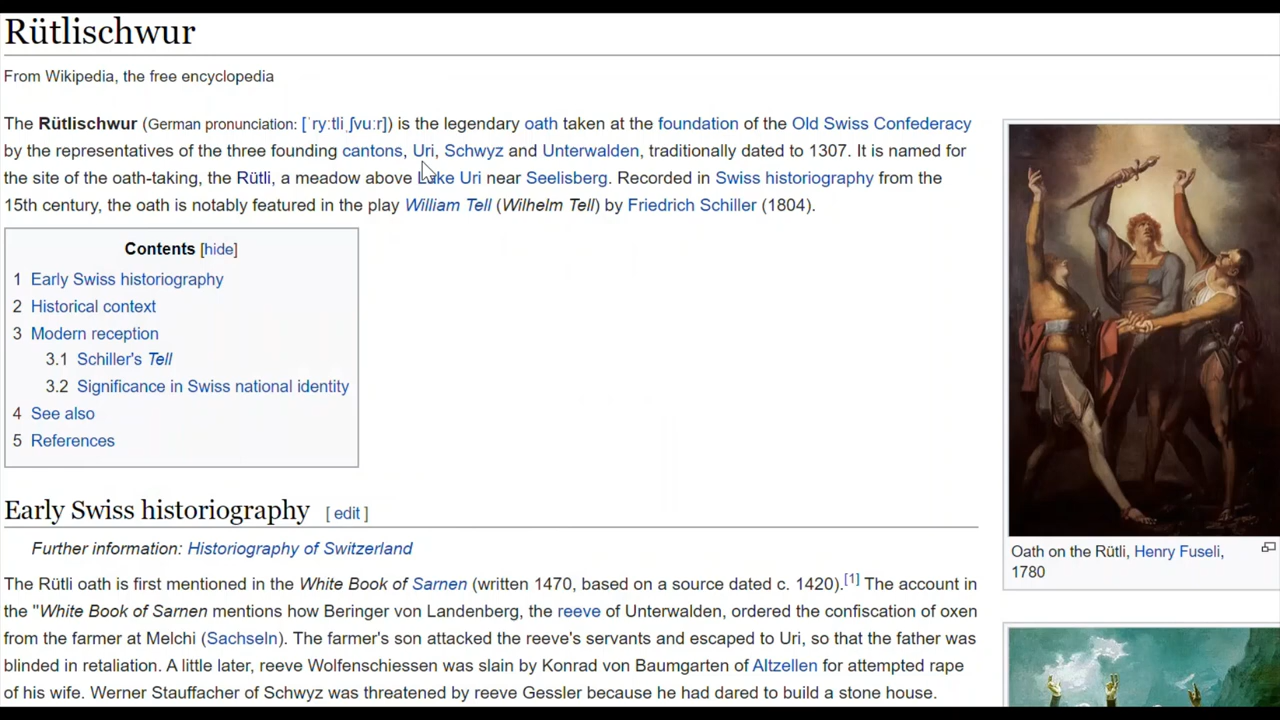 Rütlischwur
From Wikipedia, the free encyclopedia
The Rütlischwur (German pronunciation: [ˈryːtliˌʃvuːr]) is the legendary oath taken at the foundation of the Old Swiss Confederacy
by the representatives of the three founding cantons, Uri, Schwyz and Unterwalden, traditionally dated to 1307. It is named for
the site of the oath-taking, the Rütli, a meadow above Lake Uri near Seelisberg. Recorded in Swiss historiography from the
15th century, the oath is notably featured in the play William Tell (Wilhelm Tell) by Friedrich Schiller (1804).
Contents [hide]
1 Early Swiss historiography
2 Historical context
3 Modern reception
3.1 Schiller's Tell
3.2 Significance in Swiss national identity
4 See also
5 References
Early Swiss historiography [ edit ]
Further information: Historiography of Switzerland
The Rütli oath is first mentioned in the White Book of Sarnen (written 1470, based on a source dated c. 1420).[1] The account in
the "White Book of Sarnen mentions how Beringer von Landenberg, the reeve of Unterwalden, ordered the confiscation of oxen
from the farmer at Melchi (Sachseln). The farmer's son attacked the reeve's servants and escaped to Uri, so that the father was
blinded in retaliation. A little later, reeve Wolfenschiessen was slain by Konrad von Baumgarten of Altzellen for attempted rape
of his wife. Werner Stauffacher of Schwyz was threatened by reeve Gessler because he had dared to build a stone house.
Oath on the Rütli, Henry Fuseli,
1780